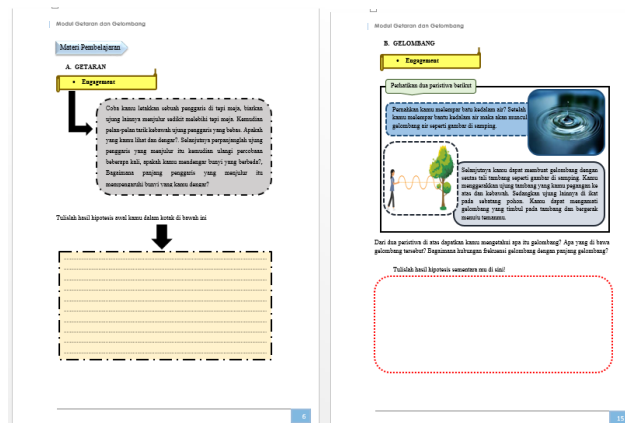 Modul Getaran dan Gelombang
Materi Pembelajaran
A. GETARAN
• Engagement
Coba kamu letakkan sebuah penggaris di tapi maja, biarkan
ujung lainnya menjulur sedikit melebihi tapi maja. Kemudian
pelan-pelan tarik kebawah ujung penggaris yang bebas. Apakah
yang kamu lihat dan dengar?. Selanjutnya perpanjanglah ujung
penggaris yang menjulur itu kemudian ulangi percobaan
beberapa kali, apakah kamu mendengar bunyi yang berbeda?,
Bagaimana panjang penggaris yang menjulur itu
mempengaruhi bunyi yang kamu dengar?
Tulislah hasil hipotesis awal kamu dalam kotak di bawah ini
6
Modul Getaran dan Gelombang
B. GELOMBANG
• Engagement
Perhatikan dua peristiwa berikut
Pernahkan kamu melempar batu kedalam air? Setelah
kamu melempar bantu kedalam air maka akan muncul
gelombang air seperti gambar di samping.
Selanjutnya kamu dapat membuat gelombang dengan
seutas tali tambang seperti gambar di samping. Kamu
menggerakkan ujung tambang yang kamu pegangan ke
atas dan kebawah. Sedangkan ujung lainnya di ikat
pada sebatang pohon. Kamu dapat mengamati
gelombang yang timbul pada tambang dan bergerak
menuju temanmu.
Dari dua peristiwa di atas dapatkan kamu mengetahui apa itu gelombang? Apa yang di bawa
gelombang tersebut? Bagaimana hubungan frekuensi gelombang dengan panjang gelombang?
Tulislah hasil hipotesis sementara mu di sini!
15